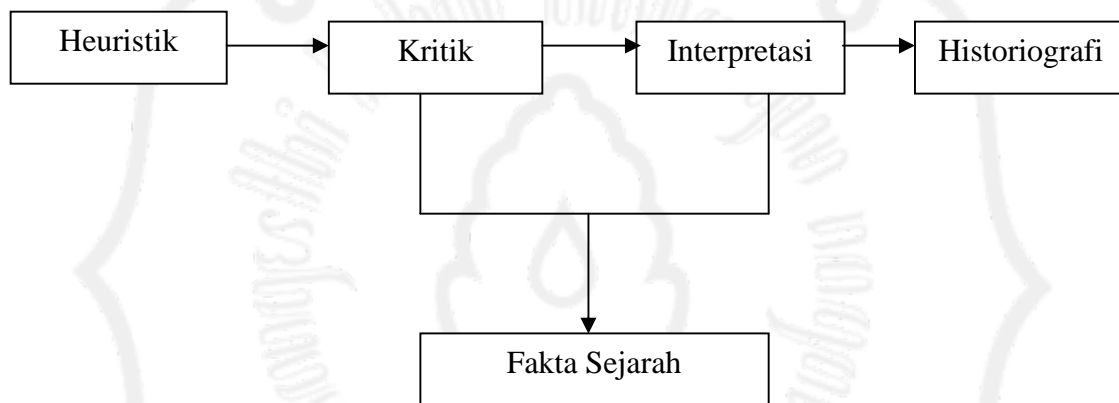 Heuristik
Kritik
Interpretasi
Historiografi
Fakta Sejarah